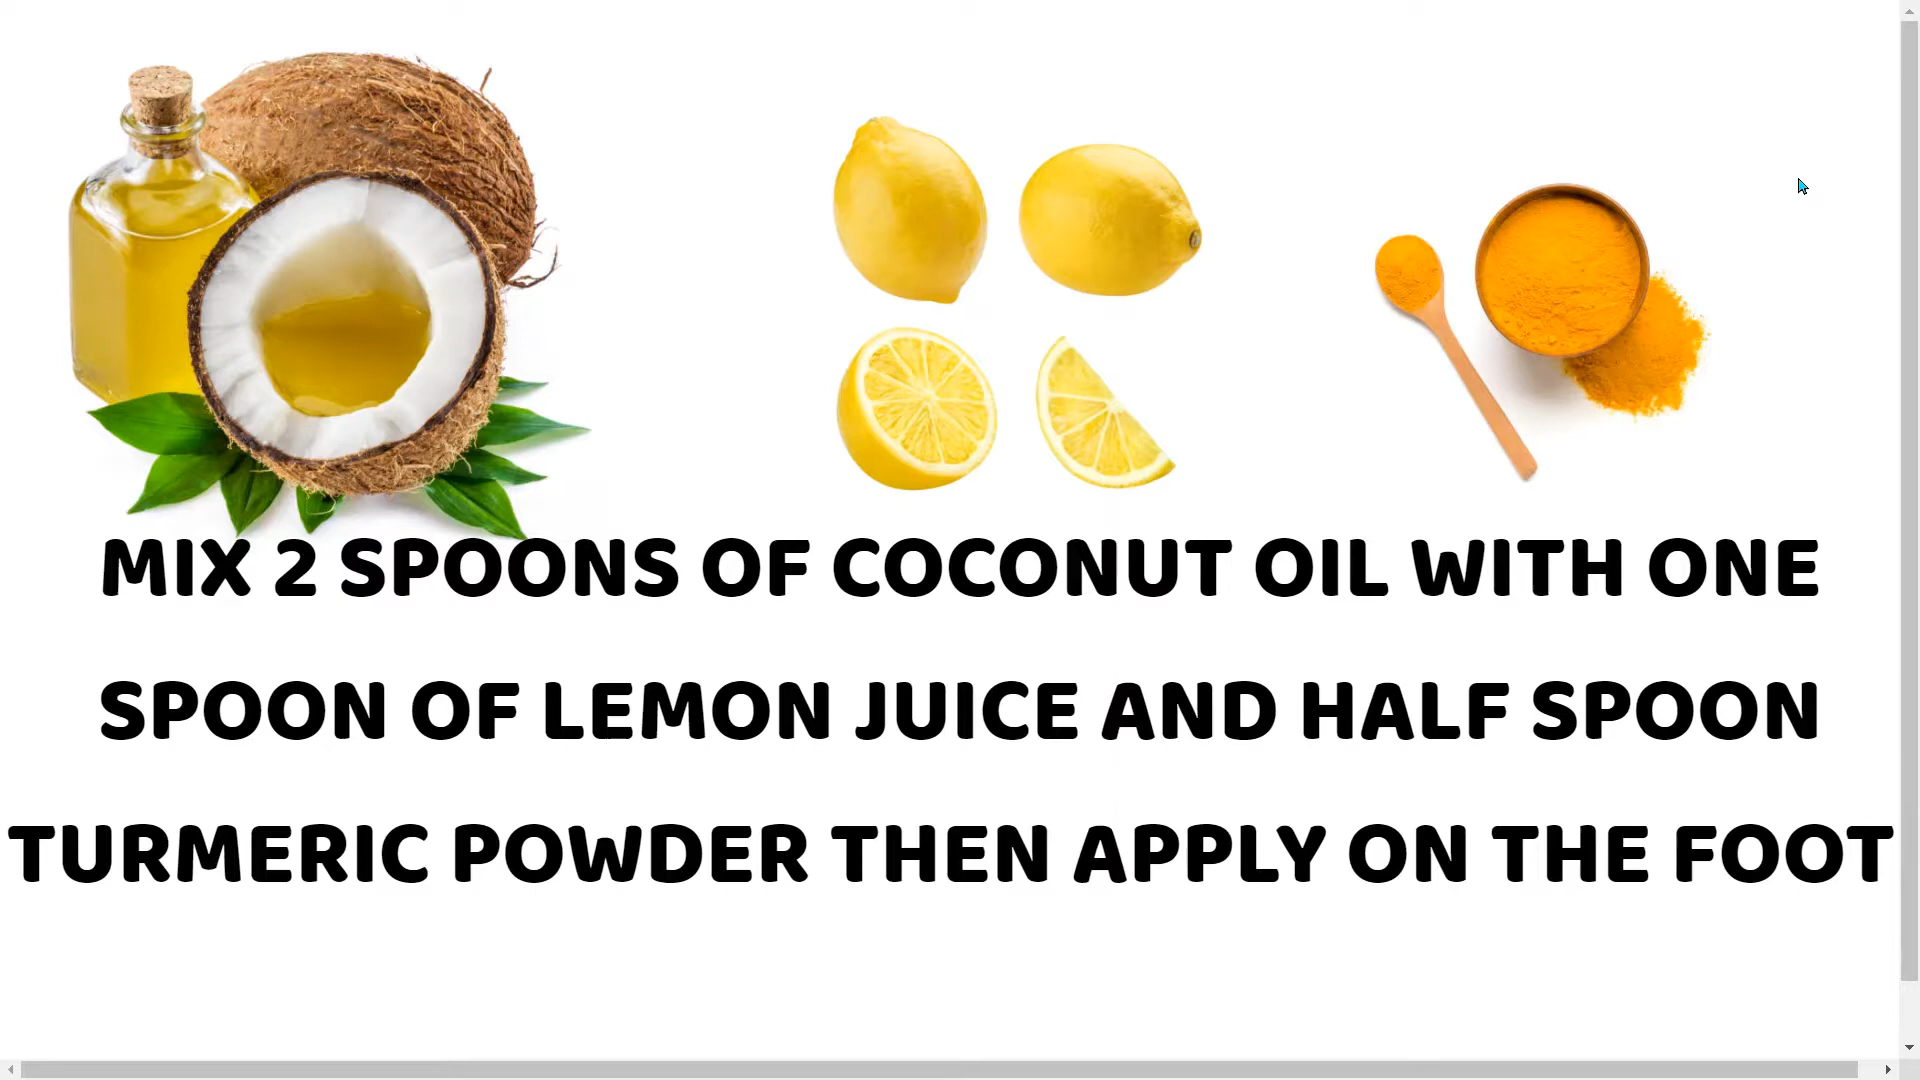 MIX 2 SPOONS OF COCONUT OIL WITH ONE
SPOON OF LEMON JUICE AND HALF SPOON
TURMERIC POWDER THEN APPLY ON THE FOOT